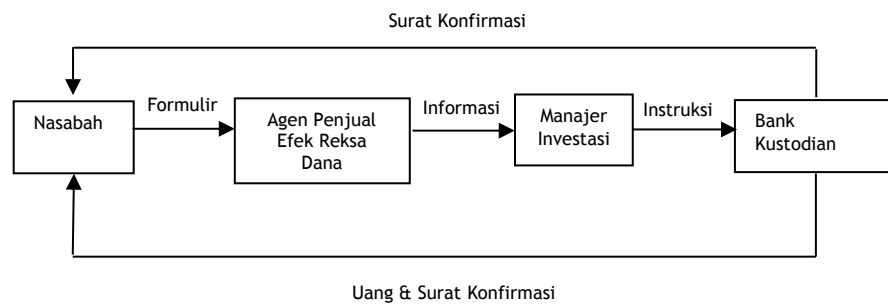 Surat Konfirmasi
Nasabah
Formulir
Agen Penjual
Efek Reksa
Dana
Informasi
Manajer
Investasi
Instruksi
Bank
Kustodian
Uang & Surat Konfirmasi